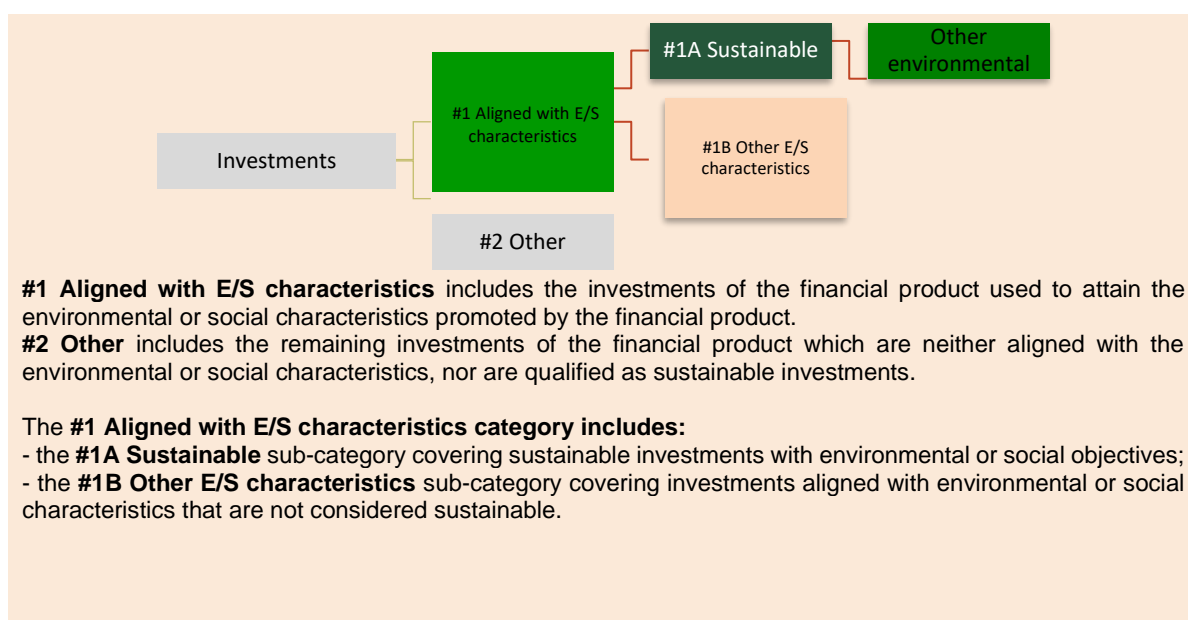 #1A Sustainable
Other
environmental
#1 Aligned with E/S
characteristics
#1B Other E/S
characteristics
Investments
#2 Other
#1 Aligned with E/S characteristics includes the investments of the financial product used to attain the
environmental or social characteristics promoted by the financial product.
#2 Other includes the remaining investments of the financial product which are neither aligned with the
environmental or social characteristics, nor are qualified as sustainable investments.
The #1 Aligned with E/S characteristics category includes:
- the #1A Sustainable sub-category covering sustainable investments with environmental or social objectives;
- the #1B Other E/S characteristics sub-category covering investments aligned with environmental or social
characteristics that are not considered sustainable.